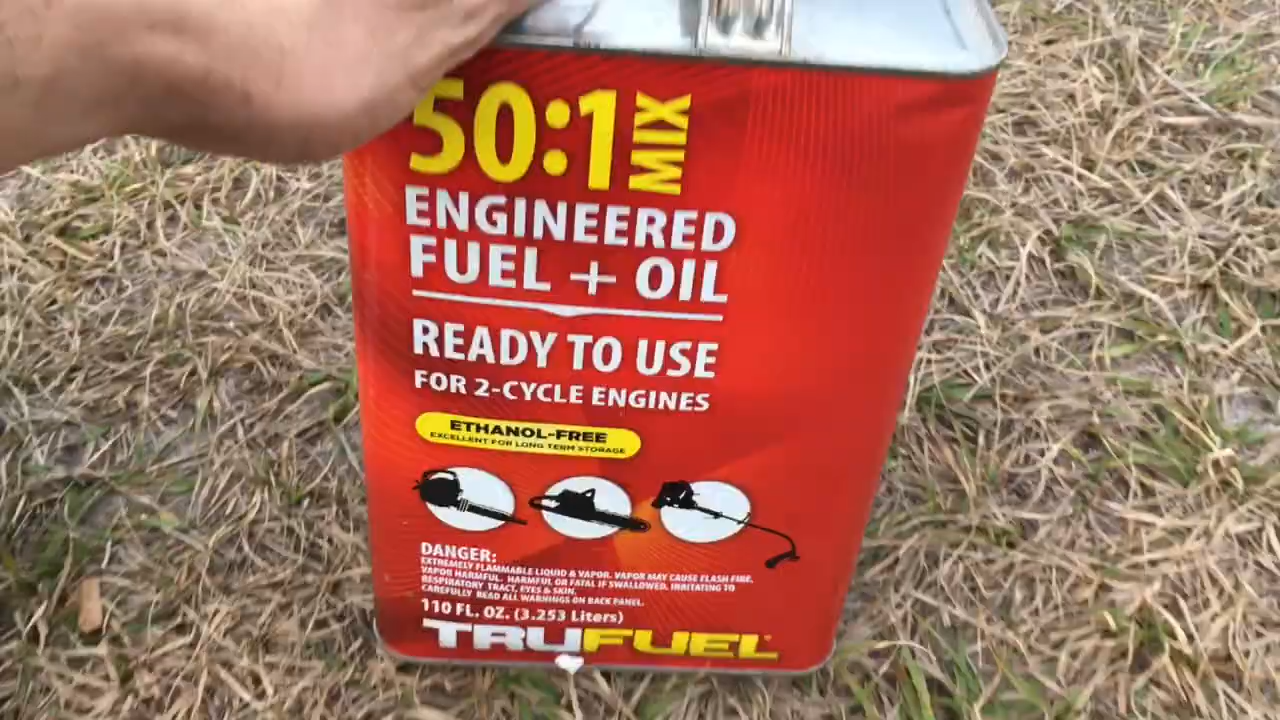 50:1 MIX
ENGINEERED
FUEL + OIL
READY TO USE
FOR 2-CYCLE ENGINES
ETHANOL-FREE
EXCELLENT FOR LONG TERM STORAGE
DANGER:
EXTREMELY FLAMMABLE LIQUID & VAPOR. VAPOR MAY CAUSE FLASH FIRE.
VAPOR HARMFUL. HARMFUL OR FATAL IF SWALLOWED. IRRITATING TO
RESPIRATORY TRACT, EYES & SKIN.
CAREFULLY READ ALL WARNINGS ON BACK PANEL.
110 FL. OZ. (3.253 Liters)
TRUFUEL